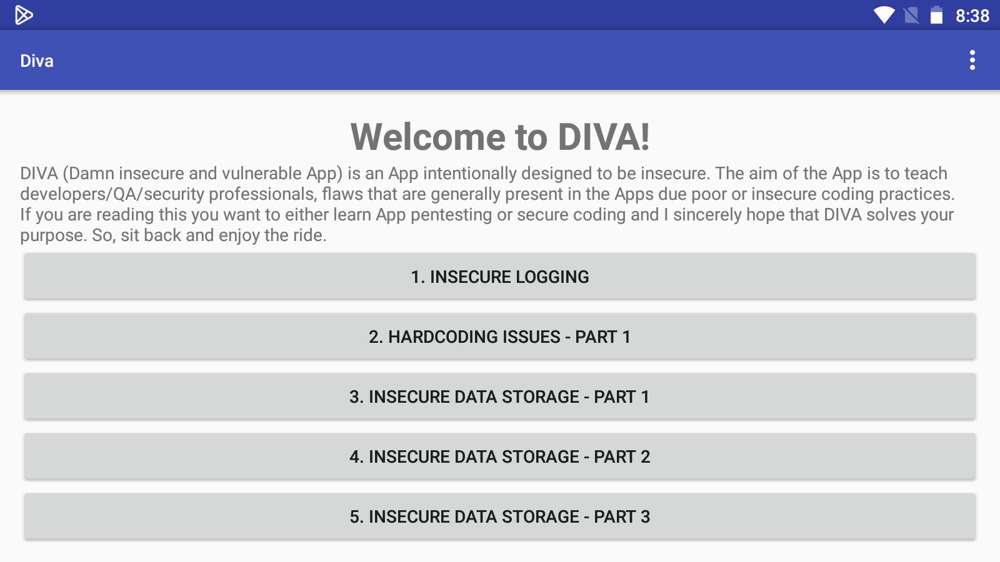 8:38
Diva
Welcome to DIVA!
DIVA (Damn insecure and vulnerable App) is an App intentionally designed to be insecure. The aim of the App is to teach
developers/QA/security professionals, flaws that are generally present in the Apps due poor or insecure coding practices.
If you are reading this you want to either learn App pentesting or secure coding and I sincerely hope that DIVA solves your
purpose. So, sit back and enjoy the ride.
1. INSECURE LOGGING
2. HARDCODING ISSUES - PART 1
3. INSECURE DATA STORAGE - PART 1
4. INSECURE DATA STORAGE - PART 2
5. INSECURE DATA STORAGE - PART 3